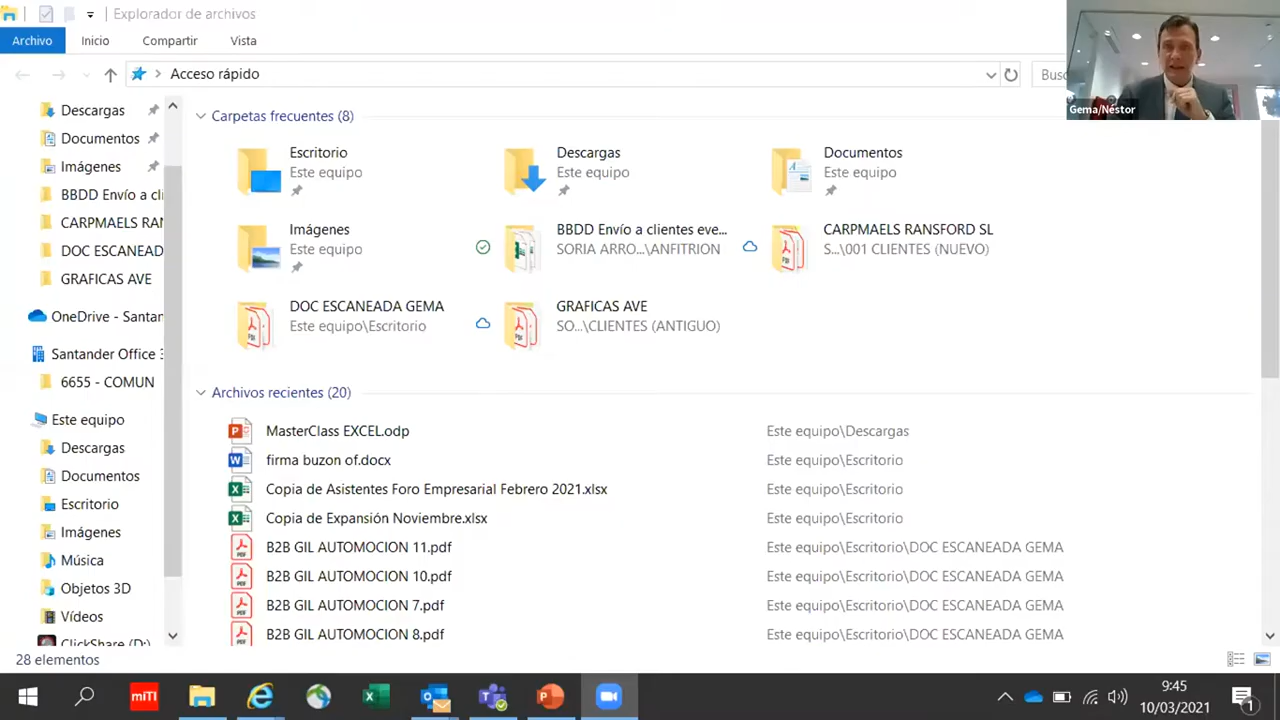 Explorador de archivos
Archivo Inicio Compartir Vista
Acceso rápido
Busc
Gema/Néstor
Descargas
Documentos
Imágenes
BBDD Envío a cli
CARPMAELS RAN
DOC ESCANEADA
GRAFICAS AVE
OneDrive - Santan
Santander Office 3
6655 - COMUN
Este equipo
Descargas
Documentos
Escritorio
Imágenes
Música
Objetos 3D
Vídeos
ClickShare (D:)
Carpetas frecuentes (8)
Escritorio
Este equipo
Descargas
Este equipo
Documentos
Este equipo
Imágenes
Este equipo
BBDD Envío a clientes eve...
SORIA ARRO...\ANFITRION
CARPMAELS RANSFORD SL
S...\001 CLIENTES (NUEVO)
DOC ESCANEADA GEMA
Este equipo\Escritorio
GRAFICAS AVE
SO...\CLIENTES (ANTIGUO)
Archivos recientes (20)
MasterClass EXCEL.odp Este equipo\Descargas
firma buzon of.docx Este equipo\Escritorio
Copia de Asistentes Foro Empresarial Febrero 2021.xlsx Este equipo\Escritorio
Copia de Expansión Noviembre.xlsx Este equipo\Escritorio
B2B GIL AUTOMOCION 11.pdf Este equipo\Escritorio\DOC ESCANEADA GEMA
B2B GIL AUTOMOCION 10.pdf Este equipo\Escritorio\DOC ESCANEADA GEMA
B2B GIL AUTOMOCION 7.pdf Este equipo\Escritorio\DOC ESCANEADA GEMA
B2B GIL AUTOMOCION 8.pdf Este equipo\Escritorio\DOC ESCANEADA GEMA
28 elementos
miTI
9:45
10/03/2021
1